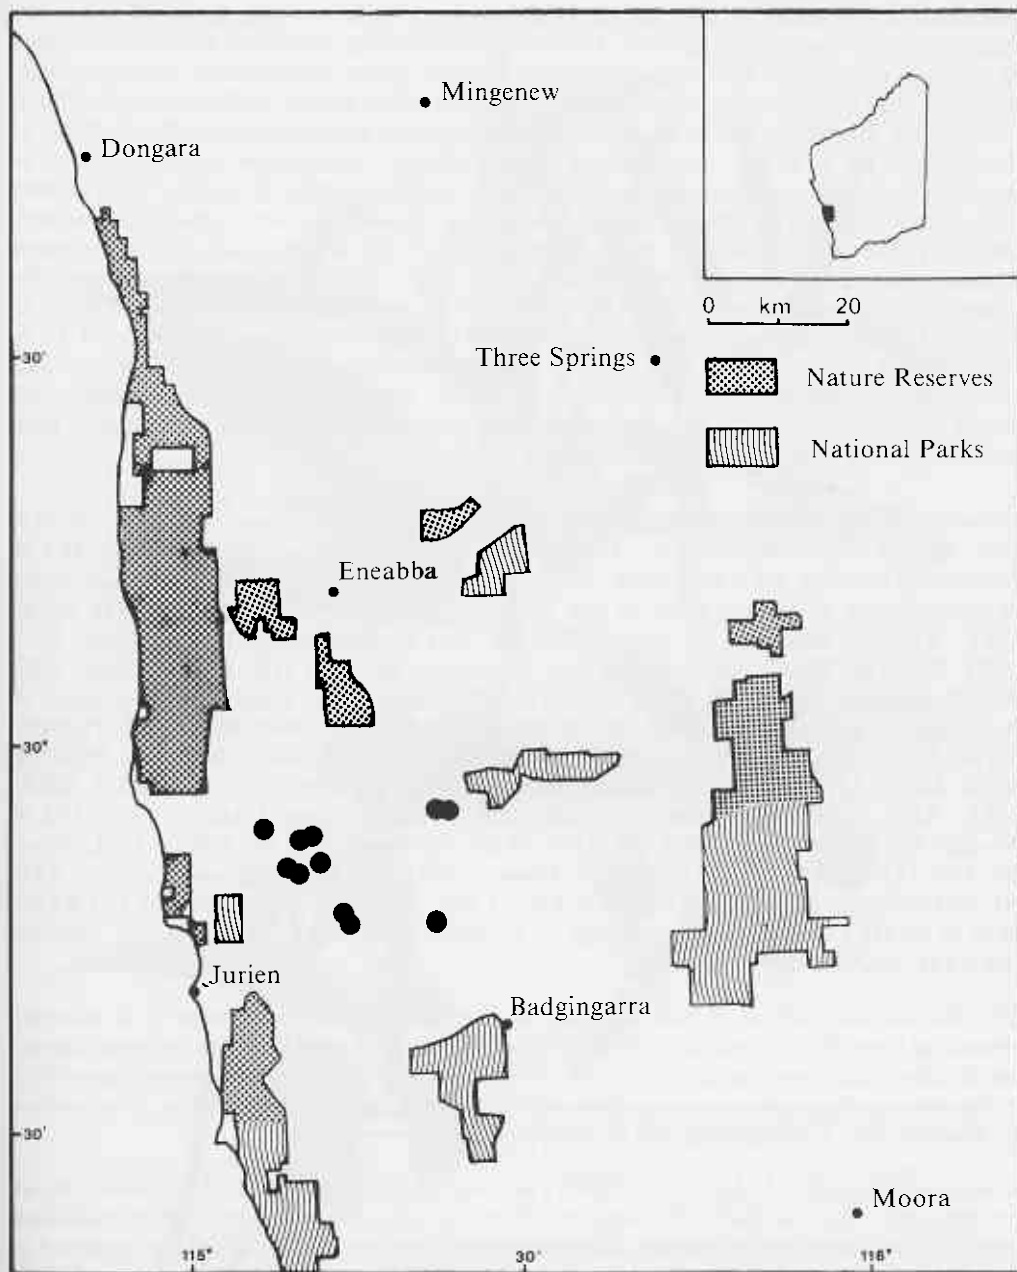 Mingenew
Dongara
0 km 20
30'
Three Springs
Nature Reserves
National Parks
Eneabba
30°
Jurien
Badgingarra
30'
Moora
115°
30'
116°